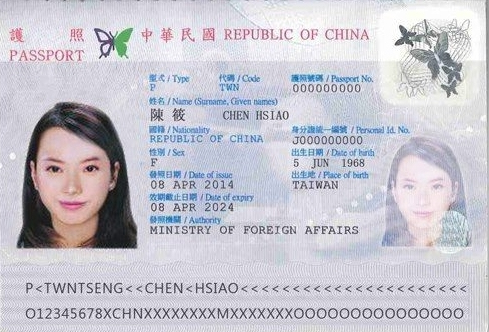 護 照 中華民國 REPUBLIC OF CHINA
PASSPORT
型式 / Type 代碼 / Code 護照號碼 / Passport No.
P TWN 000000000
姓名 / Name (Surname, Given names)
陳 筱 CHEN HSIAO
國籍 / Nationality 身分證統一編號 / Personal Id. No.
REPUBLIC OF CHINA J000000000
性別 / Sex 出生日期 / Date of birth
F 5 JUN 1968
發照日期 / Date of issue 出生地 / Place of birth
08 APR 2014 TAIWAN
效期截止日期 / Date of expiry
08 APR 2024
發照機關 / Authority
MINISTRY OF FOREIGN AFFAIRS
P<TWNTSENG<<CHEN<HSIAO<<<<<<<<<<<<<<<<<<<<<<
O12345678XCHNXXXXXXXXMXXXXXXXOOOOOOOOOOOOOOO